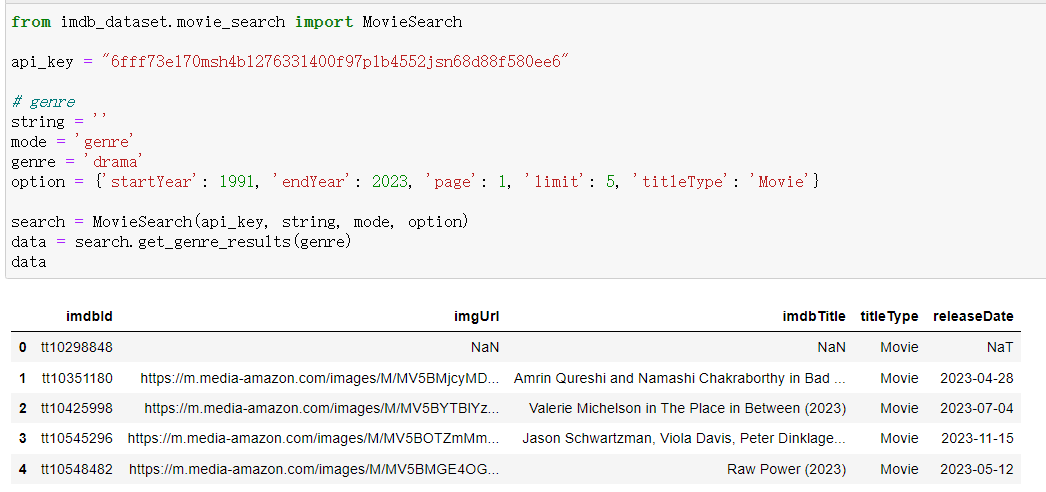 from imdb_dataset.movie_search import MovieSearch
api_key = "6fff73e170msh4b1276331400f97p1b4552jsn68d88f580ee6"
# genre
string = ''
mode = 'genre'
genre = 'drama'
option = {'startYear': 1991, 'endYear': 2023, 'page': 1, 'limit': 5, 'titleType': 'Movie'}
search = MovieSearch(api_key, string, mode, option)
data = search.get_genre_results(genre)
data
imdbId imgUrl imdbTitle titleType releaseDate
0 tt10298848 NaN NaN Movie NaT
1 tt10351180 https://m.media-amazon.com/images/M/MV5BMjcyMD... Amrin Qureshi and Namashi Chakraborthy in Bad ... Movie 2023-04-28
2 tt10425998 https://m.media-amazon.com/images/M/MV5BYTBlYz... Valerie Michelson in The Place in Between (2023) Movie 2023-07-04
3 tt10545296 https://m.media-amazon.com/images/M/MV5BOTZmMm... Jason Schwartzman, Viola Davis, Peter Dinklage... Movie 2023-11-15
4 tt10548482 https://m.media-amazon.com/images/M/MV5BMGE4OG... Raw Power (2023) Movie 2023-05-12